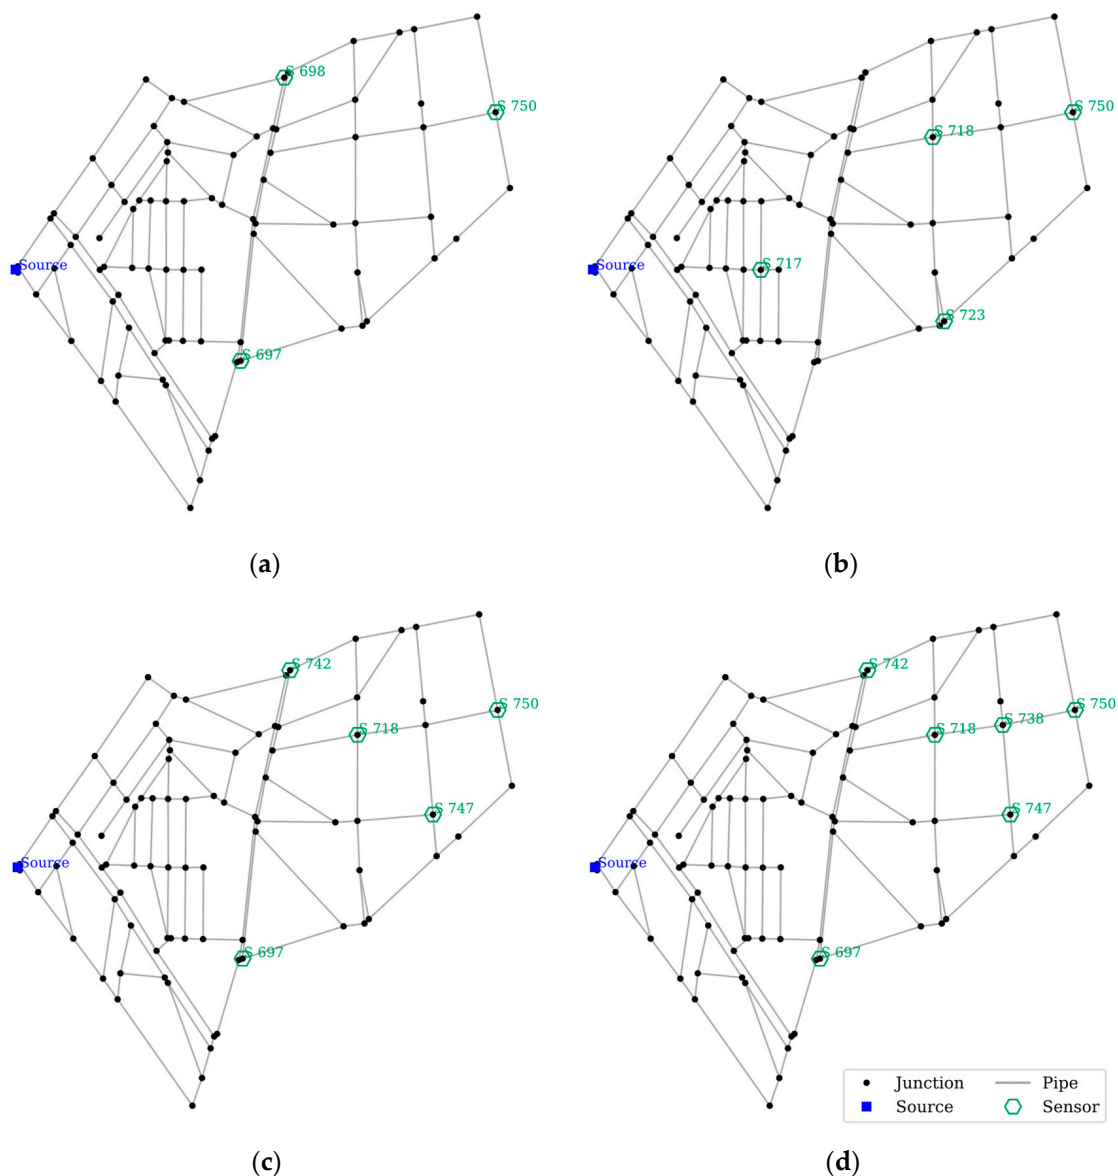 S 698
S 750
Source
S 697
(a)
S 750
S 718
S 717
Source
S 723
(b)
S 742
S 750
S 718
S 747
Source
S 697
(c)
S 742
S 750
S 718
S 738
S 747
Source
S 697
Junction
Pipe
Source
Sensor
(d)